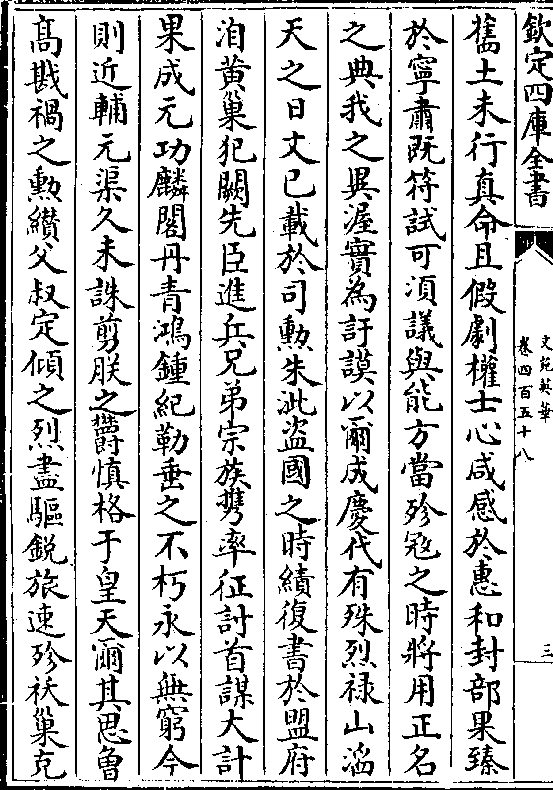 欽定四庫全書
文苑英華
卷四百五十八
三
舊土未行真命且假劇權士心咸感於惠和封部果臻
於寧肅既符試可湏議與能方當殄冦之時將用正名
之典我之異渥實為訏謨以爾成慶代有殊烈禄山滔
天之日丈已載於司勲朱泚盗國之時績復書於盟府
洎黄巢犯闕先臣進兵兄弟宗族携率征討首謀大計
果成元功麟閣丹青鴻鍾紀勒垂之不朽永以無窮今
則近輔元渠久未誅剪朕之欝慎格于皇天爾其思魯
髙戡禍之勲纉父叔定傾之烈盡驅鋭旅速殄祅巢克